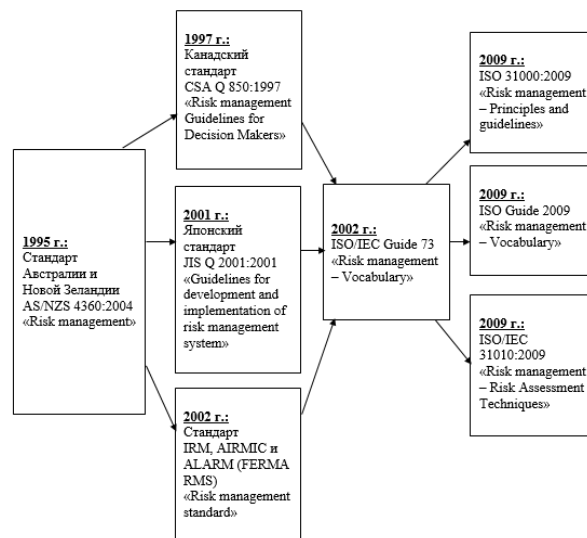 1995 г.:
Стандарт
Австралии и
Новой Зеландии
AS/NZS 4360:2004
«Risk management»
1997 г.:
Канадский
стандарт
CSA Q 850:1997
«Risk management
Guidelines for
Decision Makers»
2001 г.:
Японский
стандарт
JIS Q 2001:2001
«Guidelines for
development and
implementation of
risk management
system»
2002 г.:
Стандарт
IRM, AIRMIC и
ALARM (FERMA
RMS)
«Risk management
standard»
2002 г.:
ISO/IEC Guide 73
«Risk management
– Vocabulary»
2009 г.:
ISO 31000:2009
«Risk management
– Principles and
guidelines»
2009 г.:
ISO Guide 2009
«Risk management
– Vocabulary»
2009 г.:
ISO/IEC
31010:2009
«Risk management
– Risk Assessment
Techniques»